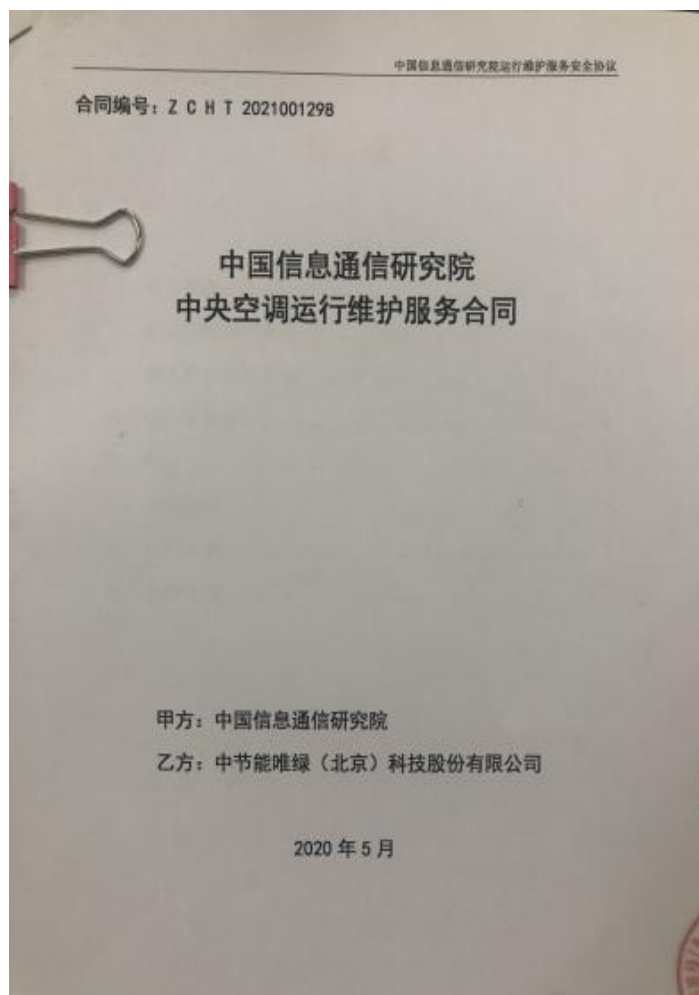 中国信息通信研究院运行维护服务安全协议
合同编号：Z C H T 2021001298
中国信息通信研究院
中央空调运行维护服务合同
甲方：中国信息通信研究院
乙方：中节能唯绿（北京）科技股份有限公司
2020 年 5 月